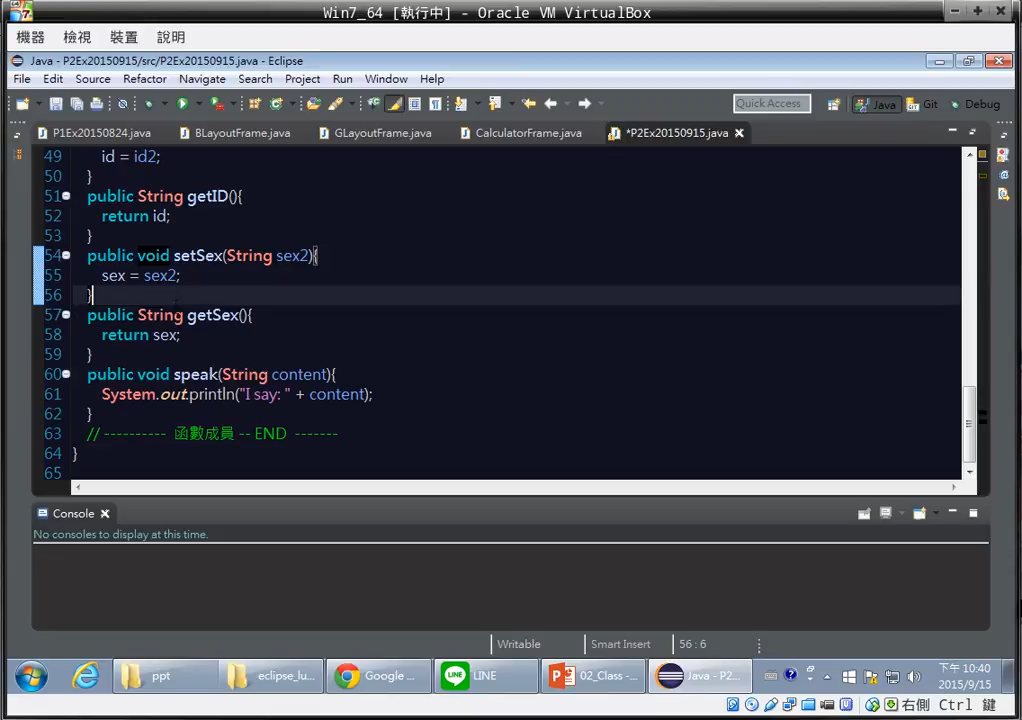 Win7_64 [執行中] - Oracle VM VirtualBox
機器 檢視 裝置 說明
Java - P2Ex20150915/src/P2Ex20150915.java - Eclipse
File Edit Source Refactor Navigate Search Project Run Window Help
Quick Access Java Git Debug
P1Ex20150824.java BLayoutFrame.java GLayoutFrame.java CalculatorFrame.java *P2Ex20150915.java
49 id = id2;
50 }
51 public String getID(){
52 return id;
53 }
54 public void setSex(String sex2){
55 sex = sex2;
56 }
57 public String getSex(){
58 return sex;
59 }
60 public void speak(String content){
61 System.out.println("I say: " + content);
62 }
63 // ---------- 函數成員 -- END -------
64 }
65
Console
No consoles to display at this time.
Writable Smart Insert 56 : 6
ppt eclipse_lu... Google ... LINE 02_Class -... Java - P2... 下午 10:40
2015/9/15
右側 Ctrl 鍵